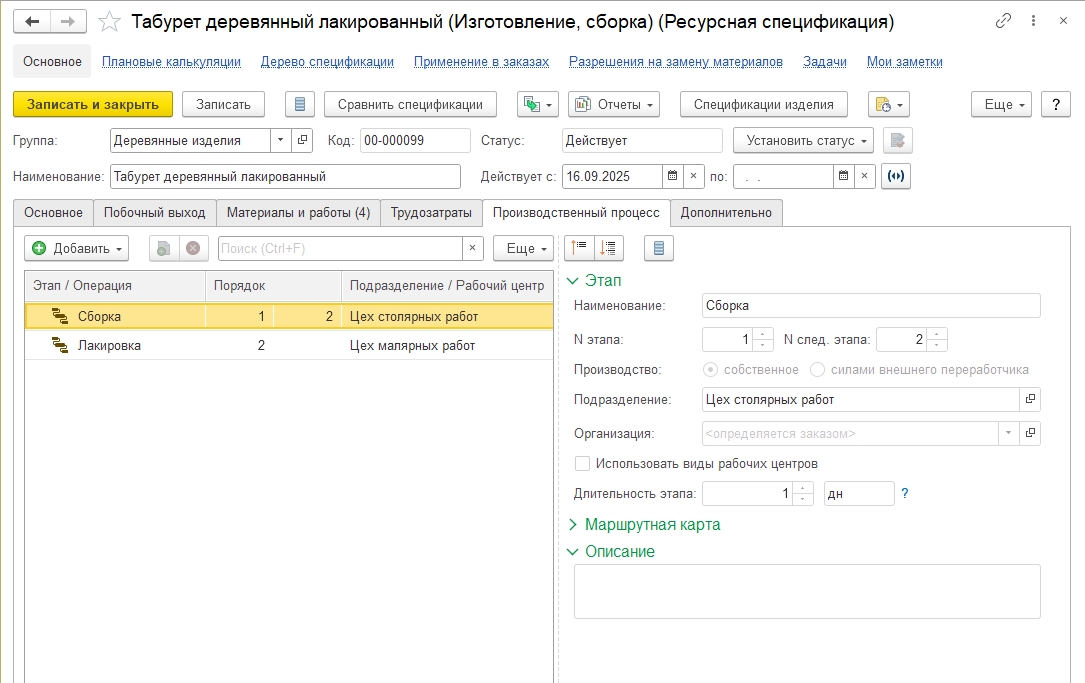 Табурет деревянный лакированный (Изготовление, сборка) (Ресурсная спецификация)
Основное Плановые калькуляции Дерево спецификации Применение в заказах Разрешения на замену материалов Задачи Мои заметки
Записать и закрыть Записать Сравнить спецификации Отчеты Спецификации изделия Еще ?
Группа: Деревянные изделия Код: 00-000099 Статус: Действует Установить статус
Наименование: Табурет деревянный лакированный Действует с: 16.09.2025 по: . .
Основное Побочный выход Материалы и работы (4) Трудозатраты Производственный процесс Дополнительно
Добавить Поиск (Ctrl+F) × Еще
Этап / Операция Порядок Подразделение / Рабочий центр
Сборка 1 2 Цех столярных работ
Лакировка 2 Цех малярных работ
Этап
Наименование: Сборка
N этапа: 1 N след. этапа: 2
Производство: собственное силами внешнего переработчика
Подразделение: Цех столярных работ
Организация: <определяется заказом>
Использовать виды рабочих центров
Длительность этапа: 1 дн ?
Маршрутная карта
Описание